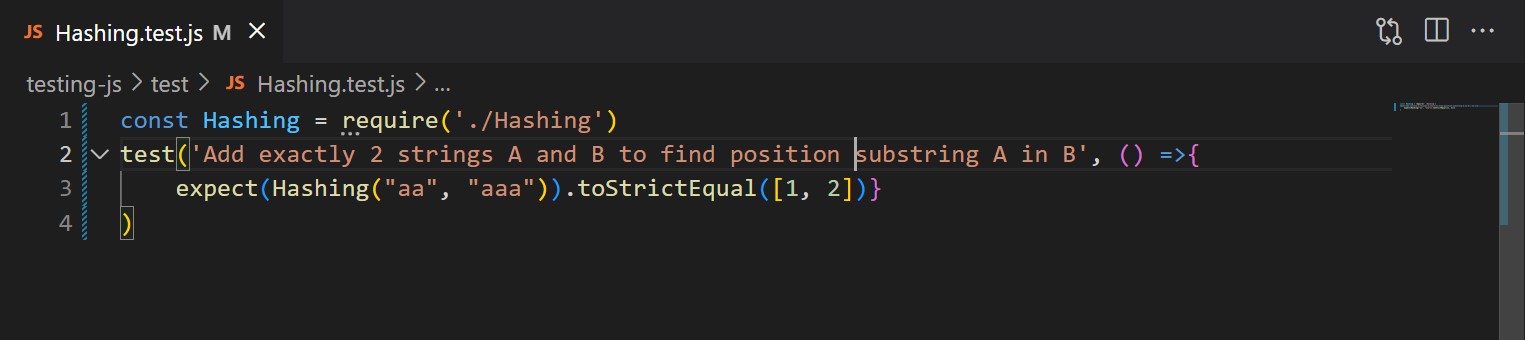 JS Hashing.test.js M ×
testing-js > test > JS Hashing.test.js > ...
1 const Hashing = require('./Hashing')
2 test('Add exactly 2 strings A and B to find position substring A in B', () =>{
3 expect(Hashing("aa", "aaa")).toStrictEqual([1, 2])}
4 )